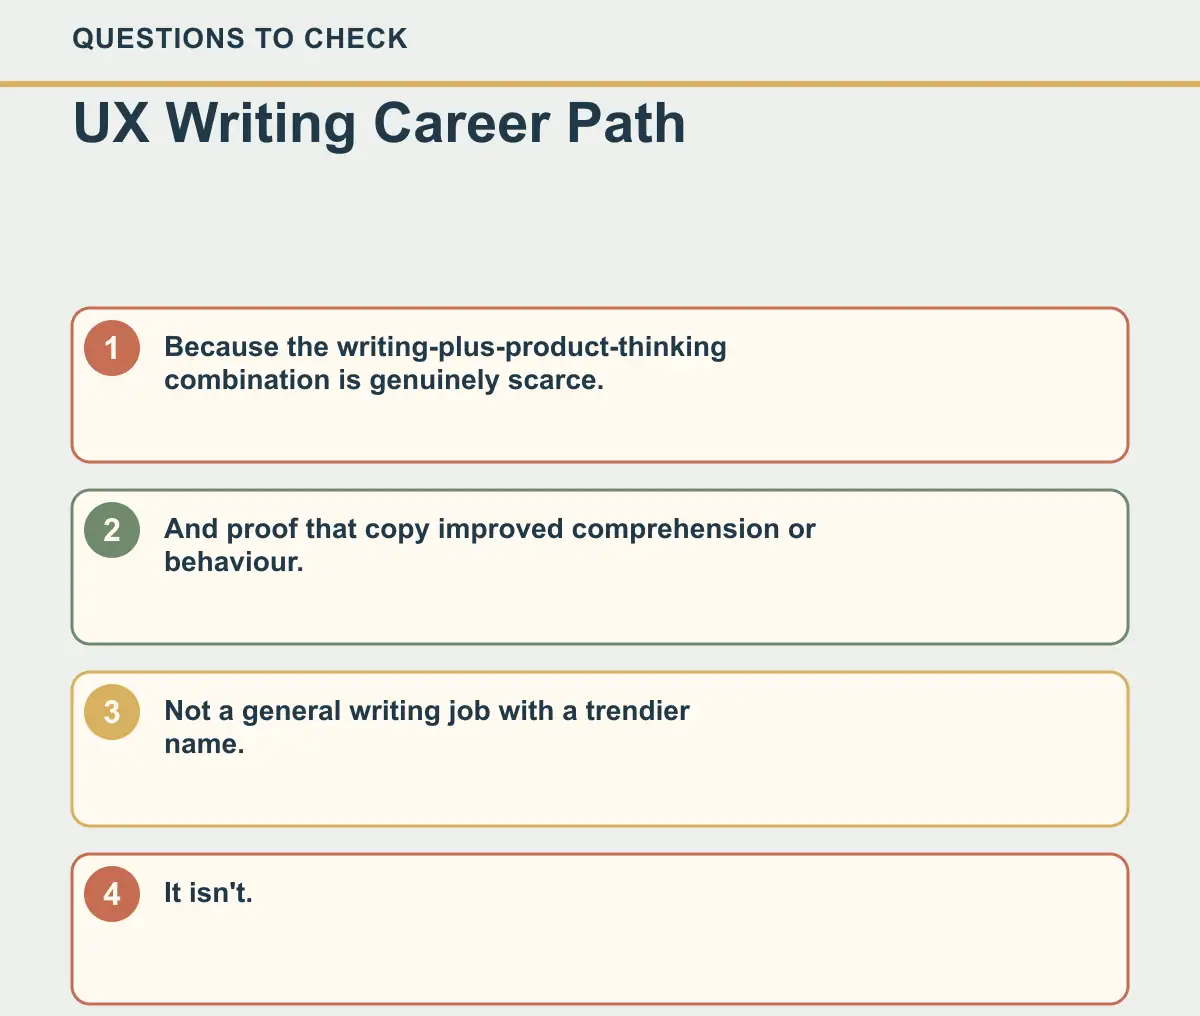 QUESTIONS TO CHECK
UX Writing Career Path
1
Because the writing-plus-product-thinking
combination is genuinely scarce.
2
And proof that copy improved comprehension or
behaviour.
3
Not a general writing job with a trendier
name.
4
It isn't.